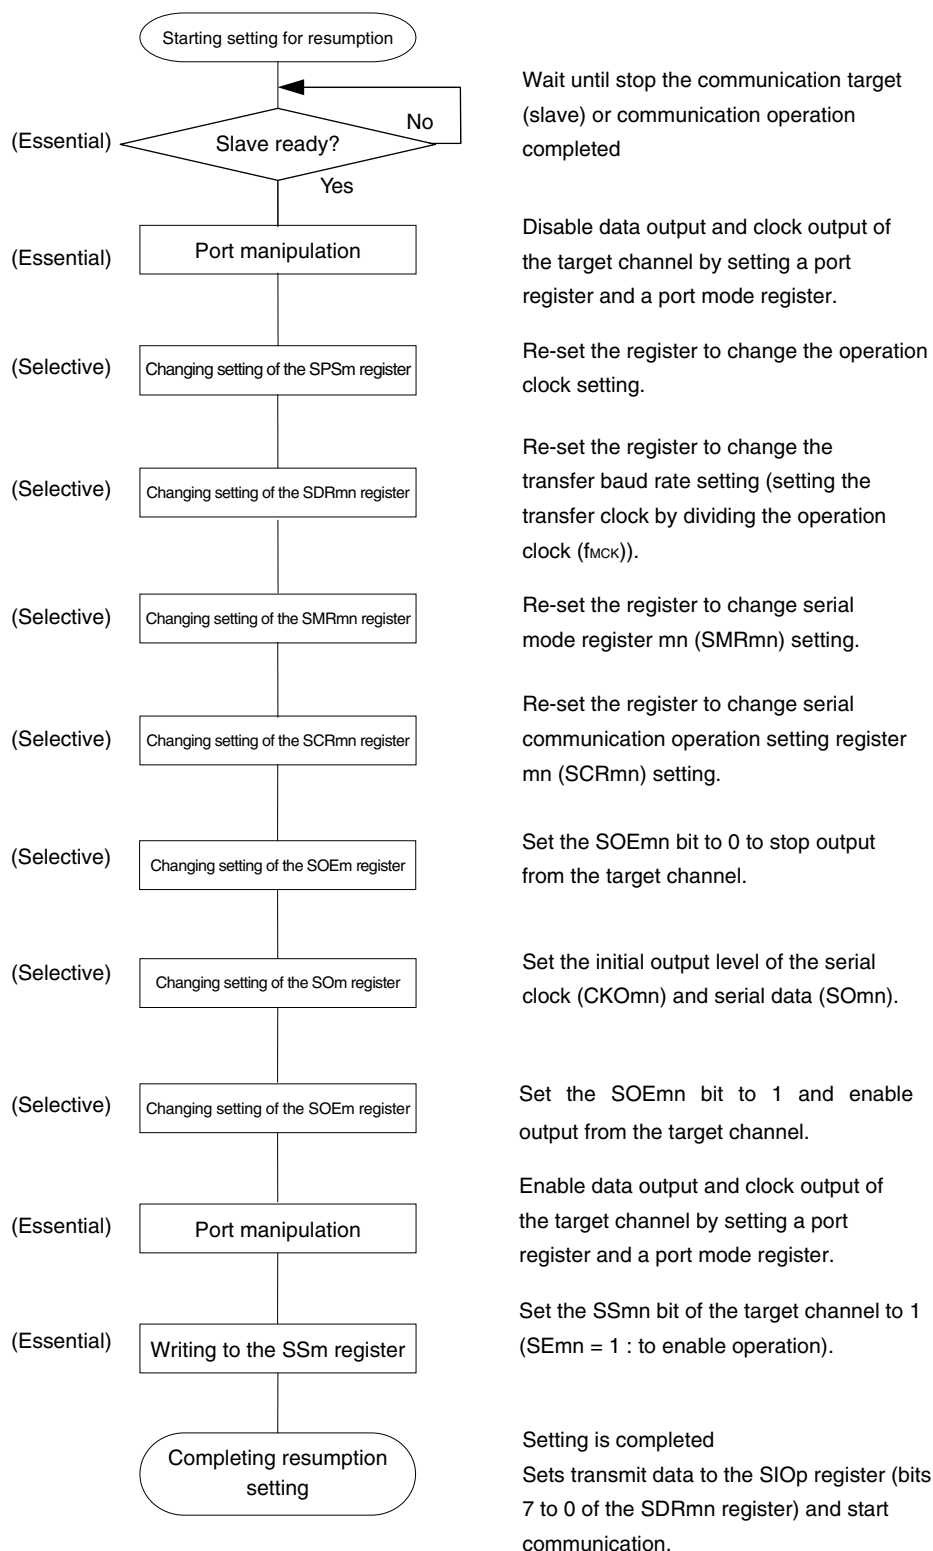 Starting setting for resumption
Wait until stop the communication target
(slave) or communication operation
completed
No
(Essential)
Slave ready?
Yes
Disable data output and clock output of
the target channel by setting a port
register and a port mode register.
(Essential)
Port manipulation
Re-set the register to change the operation
clock setting.
(Selective)
Changing setting of the SPSm register
Re-set the register to change the
transfer baud rate setting (setting the
transfer clock by dividing the operation
clock (fMCK)).
(Selective)
Changing setting of the SDRmn register
Re-set the register to change serial
mode register mn (SMRmn) setting.
(Selective)
Changing setting of the SMRmn register
Re-set the register to change serial
communication operation setting register
mn (SCRmn) setting.
(Selective)
Changing setting of the SCRmn register
Set the SOEmn bit to 0 to stop output
from the target channel.
(Selective)
Changing setting of the SOEm register
Set the initial output level of the serial
clock (CKOmn) and serial data (SOmn).
(Selective)
Changing setting of the SOm register
Set the SOEmn bit to 1 and enable
output from the target channel.
(Selective)
Changing setting of the SOEm register
Enable data output and clock output of
the target channel by setting a port
register and a port mode register.
(Essential)
Port manipulation
Set the SSmn bit of the target channel to 1
(SEmn = 1 : to enable operation).
(Essential)
Writing to the SSm register
Completing resumption
setting
Setting is completed
Sets transmit data to the SIOp register (bits
7 to 0 of the SDRmn register) and start
communication.